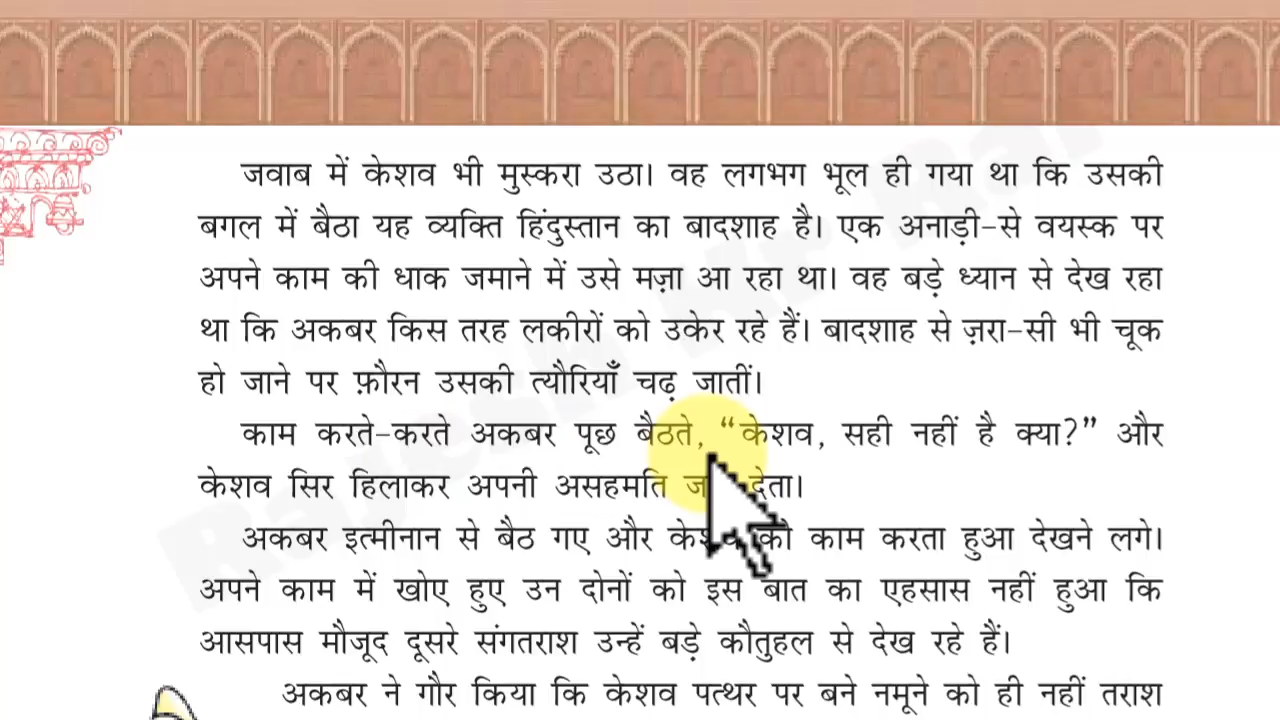 जवाब में केशव भी मुस्करा उठा। वह लगभग भूल ही गया था कि उसकी
बगल में बैठा यह व्यक्ति हिंदुस्तान का बादशाह है। एक अनाड़ी-से वयस्क पर
अपने काम की धाक जमाने में उसे मज़ा आ रहा था। वह बड़े ध्यान से देख रहा
था कि अकबर किस तरह लकीरों को उकेर रहे हैं। बादशाह से ज़रा-सी भी चूक
हो जाने पर फ़ौरन उसकी त्यौरियाँ चढ़ जातीं।
काम करते-करते अकबर पूछ बैठते, “केशव, सही नहीं है क्या?” और
केशव सिर हिलाकर अपनी असहमति देता।
अकबर इत्मीनान से बैठ गए और को काम करता हुआ देखने लगे।
अपने काम में खोए हुए उन दोनों को इस बात का एहसास नहीं हुआ कि
आसपास मौजूद दूसरे संगतराश उन्हें बड़े कौतुहल से देख रहे हैं।
अकबर ने गौर किया कि केशव पत्थर पर बने नमूने को ही नहीं तराश